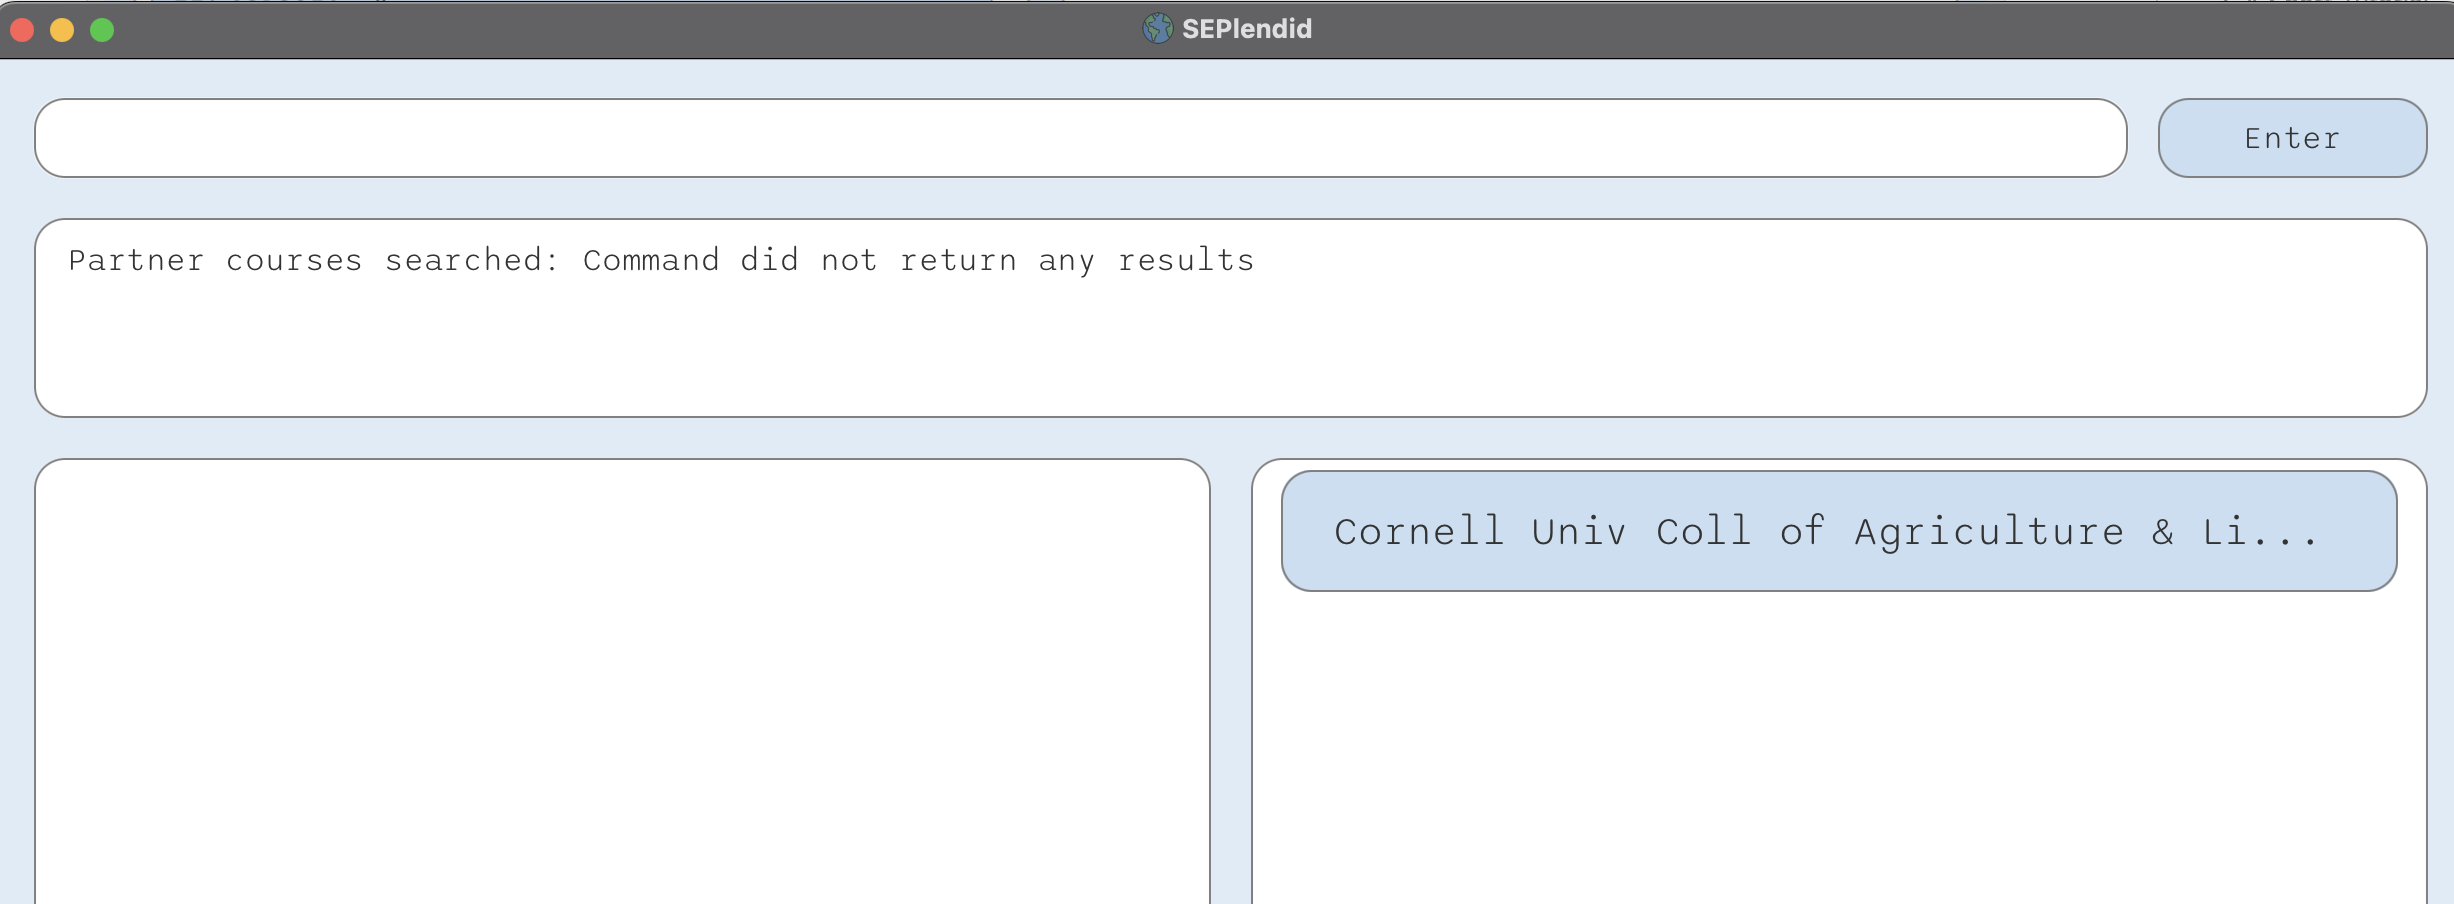 SEPlendid
Enter
Partner courses searched: Command did not return any results
Cornell Univ Coll of Agriculture & Li...